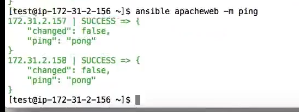 }
[test@ip-172-31-2-156 ~]$ ansible apacheweb -m ping
172.31.2.157 | SUCCESS => {
    "changed": false,
    "ping": "pong"
}
172.31.2.158 | SUCCESS => {
    "changed": false,
    "ping": "pong"
}
[test@ip-172-31-2-156 ~]$